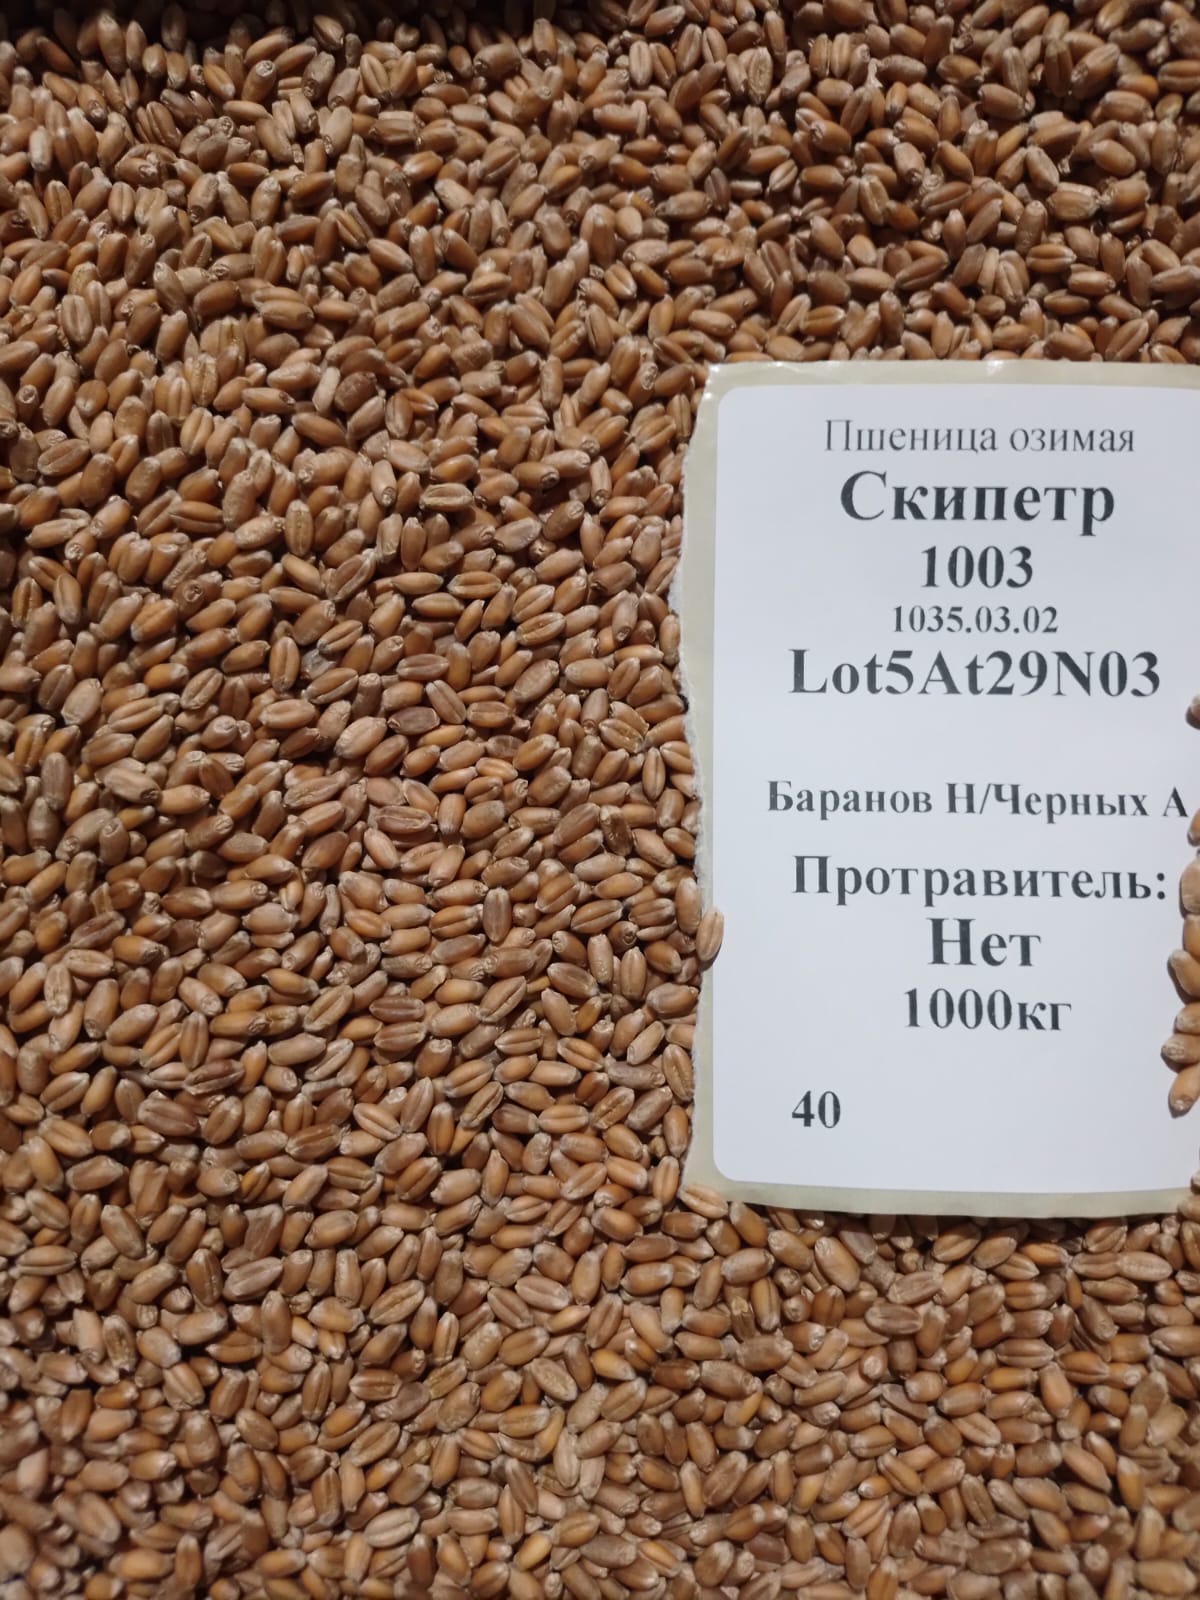 Пшеница озимая
Скипетр
1003
1035.03.02
Lot5At29N03
Баранов Н/Черных А
Протравитель:
Нет
1000кг
40